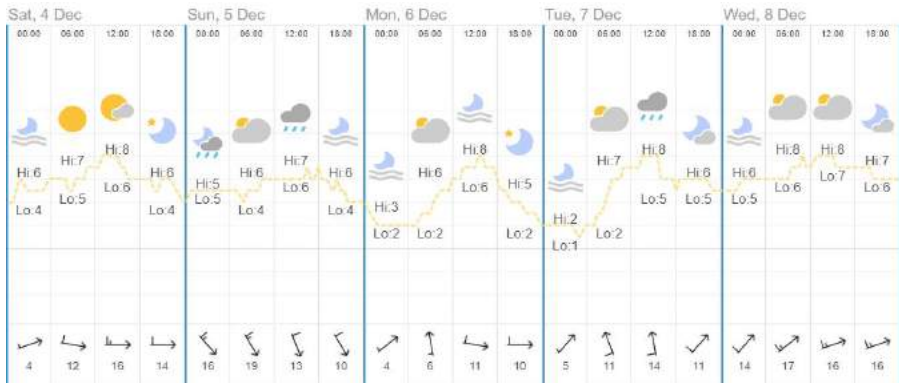 Sat, 4 Dec Sun, 5 Dec Mon, 6 Dec Tue, 7 Dec Wed, 8 Dec
00:00 06:00 12:00 18:00 00:00 06:00 12:00 18:00 00:00 06:00 12:00 18:00 00:00 06:00 12:00 18:00 00:00 06:00 12:00 18:00
Hi:6 Hi:7 Hi:8 Hi:6 Hi:5 Hi:6 Hi:7 Hi:6 Hi:3 Hi:6 Hi:8 Hi:5 Hi:2 Hi:7 Hi:8 Hi:6 Hi:6 Hi:8 Hi:8 Hi:7
Lo:4 Lo:5 Lo:6 Lo:4 Lo:5 Lo:4 Lo:6 Lo:4 Lo:2 Lo:2 Lo:6 Lo:2 Lo:1 Lo:2 Lo:5 Lo:5 Lo:5 Lo:6 Lo:7 Lo:6
4 12 16 14 16 19 13 10 4 6 11 10 5 11 14 11 14 17 16 16